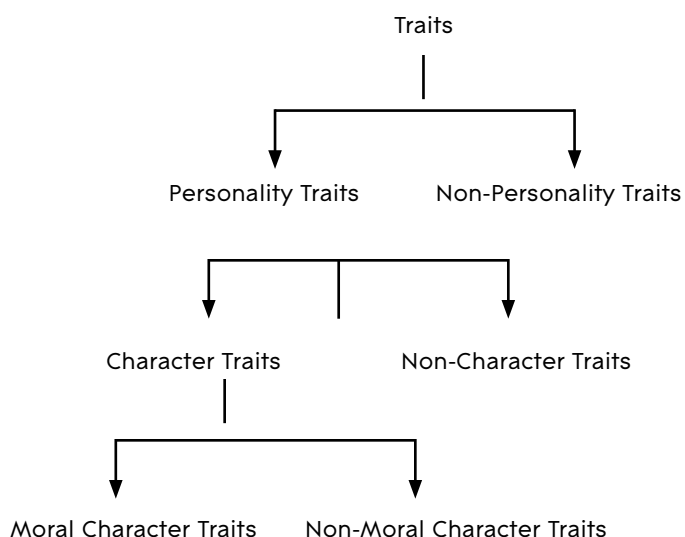 Traits
Personality Traits Non-Personality Traits
Character Traits Non-Character Traits
Moral Character Traits Non-Moral Character Traits